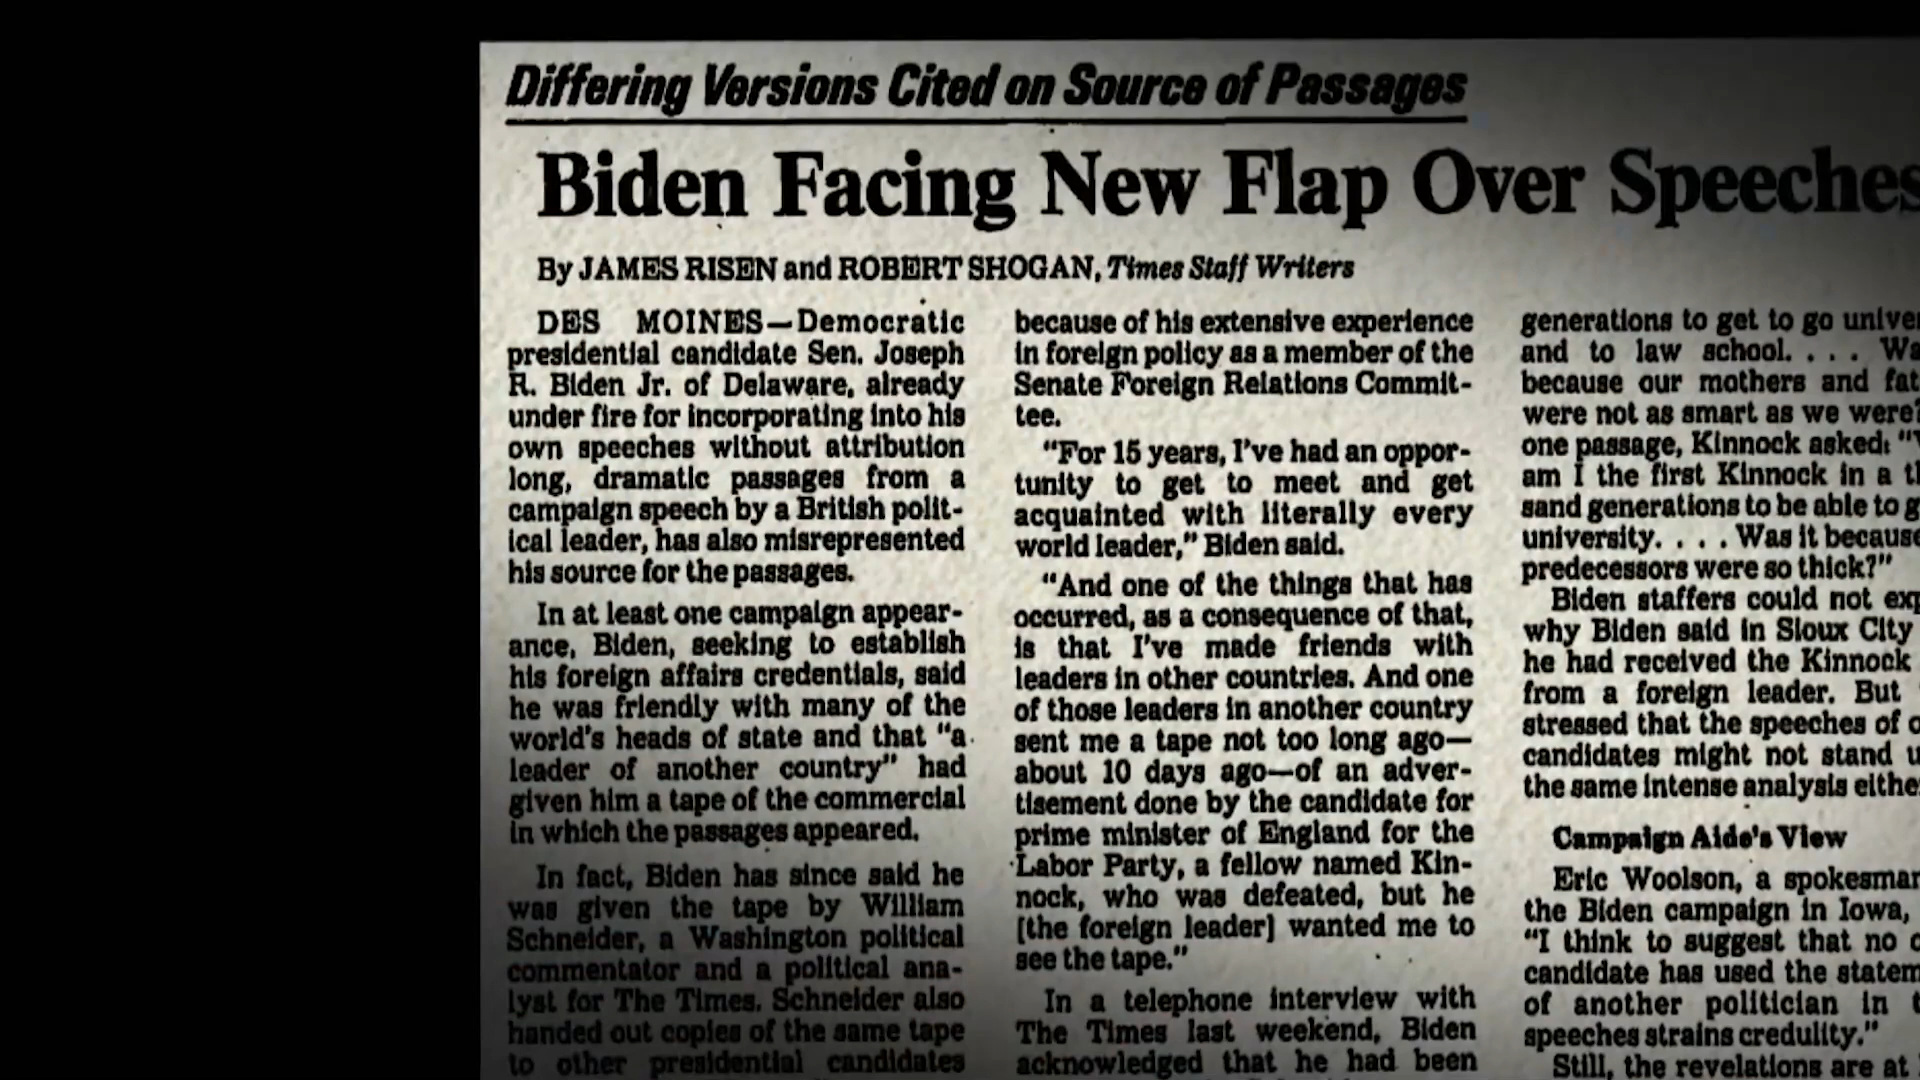 Differing Versions Cited on Source of Passages
Biden Facing New Flap Over Speeches
By JAMES RISEN and ROBERT SHOGAN, Times Staff Writers
DES MOINES—Democratic
presidential candidate Sen. Joseph
R. Biden Jr. of Delaware, already
under fire for incorporating into his
own speeches without attribution
long, dramatic passages from a
campaign speech by a British polit-
ical leader, has also misrepresented
his source for the passages.
In at least one campaign appear-
ance, Biden, seeking to establish
his foreign affairs credentials, said
he was friendly with many of the
world's heads of state and that "a
leader of another country" had
given him a tape of the commercial
in which the passages appeared.
In fact, Biden has since said he
was given the tape by William
Schneider, a Washington political
commentator and a political ana-
lyst for The Times. Schneider also
handed out copies of the same tape
to other presidential candidates
because of his extensive experience
in foreign policy as a member of the
Senate Foreign Relations Commit-
tee.
"For 15 years, I've had an oppor-
tunity to get to meet and get
acquainted with literally every
world leader," Biden said.
"And one of the things that has
occurred, as a consequence of that,
is that I've made friends with
leaders in other countries. And one
of those leaders in another country
sent me a tape not too long ago—
about 10 days ago—of an adver-
tisement done by the candidate for
prime minister of England for the
Labor Party, a fellow named Kin-
nock, who was defeated, but he
[the foreign leader] wanted me to
see the tape."
In a telephone interview with
The Times last weekend, Biden
acknowledged that he had been
generations to get to go unive
and to law school. . . . Wa
because our mothers and fat
were not as smart as we were?
one passage, Kinnock asked: "
am I the first Kinnock in a t
sand generations to be able to g
university. . . . Was it because
predecessors were so thick?"
Biden staffers could not exp
why Biden said in Sioux City
he had received the Kinnock
from a foreign leader. But
stressed that the speeches of o
candidates might not stand u
the same intense analysis eithe
Campaign Aide's View
Eric Woolson, a spokesman
the Biden campaign in Iowa,
"I think to suggest that no o
candidate has used the statem
of another politician in t
speeches strains credulity."
Still, the revelations are at